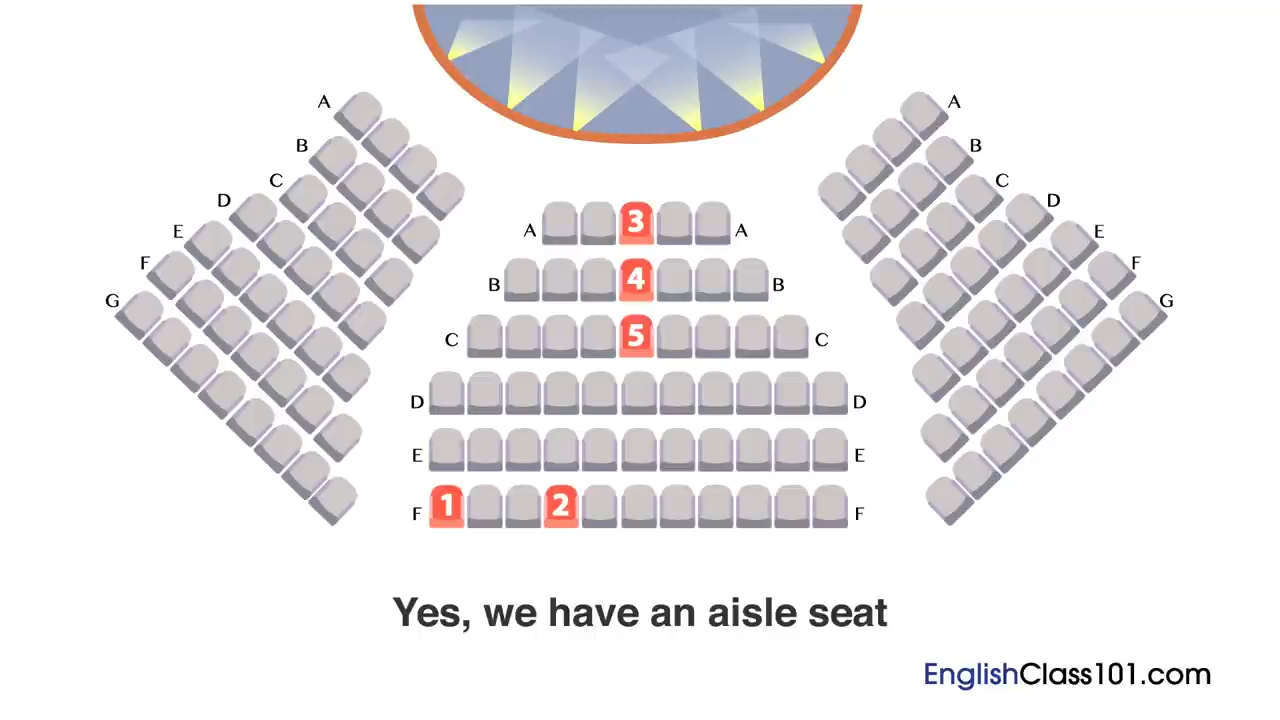 A A
B B
C C
D D
E E
F F
G G
A 3 A
B 4 B
C 5 C
D D
E E
F 1 2 F
Yes, we have an aisle seat
EnglishClass101.com